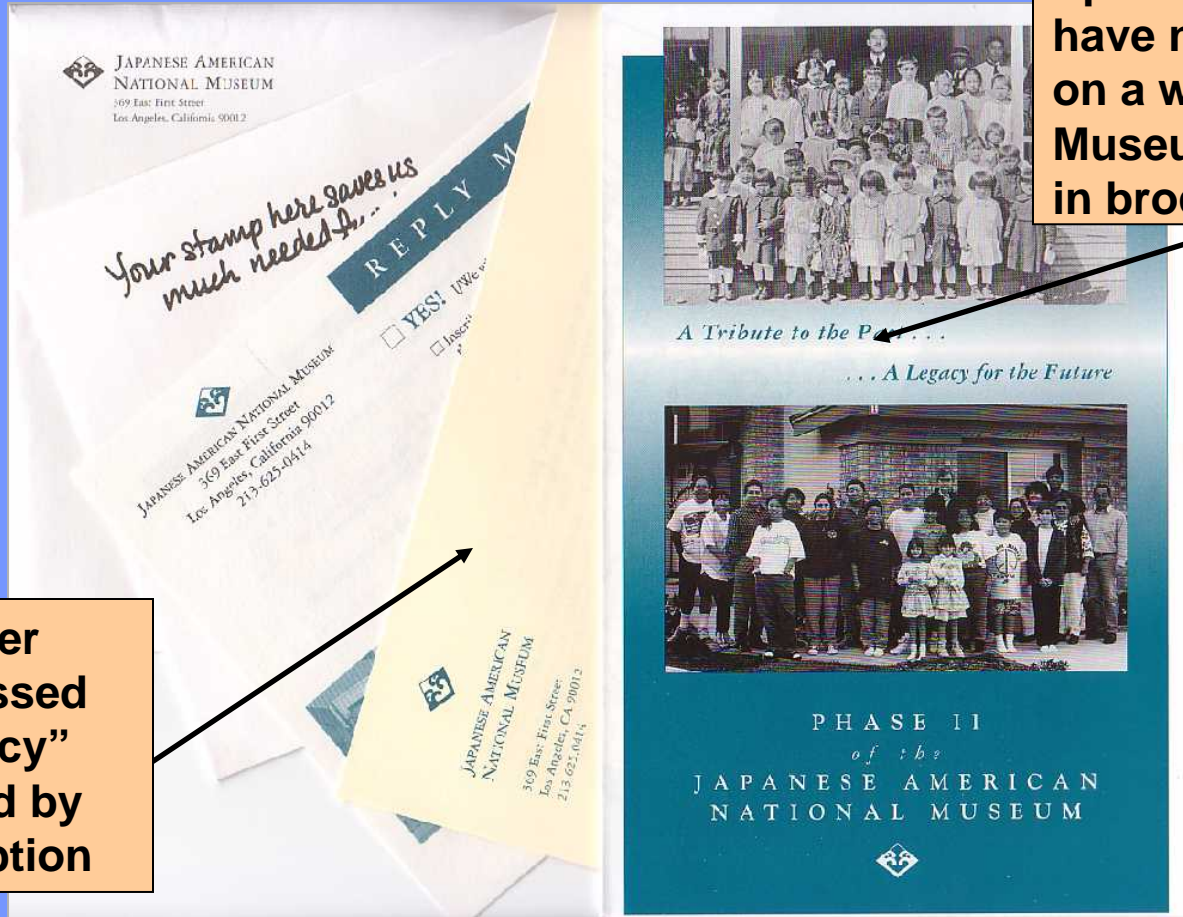 JAPANESE AMERICAN
NATIONAL MUSEUM
369 East First Street
Los Angeles, California 90012
Your stamp here saves us
much needed
REPLY M
YES! I/We
JAPANESE AMERICAN NATIONAL MUSEUM
369 East First Street
Los Angeles, California 90012
213-625-0414
JAPANESE AMERICAN
NATIONAL MUSEUM
369 East First Street
Los Angeles, CA 90012
have
on a w
Museu
in bro
A Tribute to the Past . . .
. . . A Legacy for the Future
PHASE II
of the
JAPANESE AMERICAN
NATIONAL MUSEUM
er
ssed
cy”
d by
ption